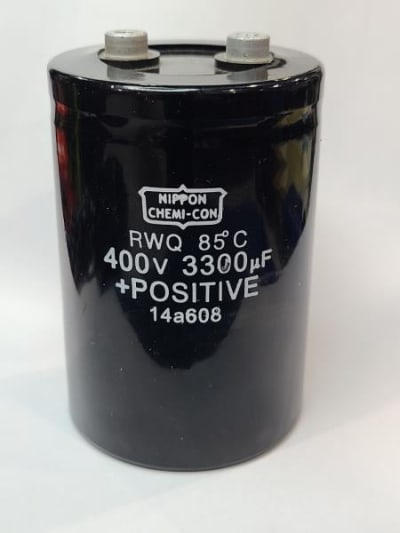 NIPPON
CHEMI-CON
RWQ 85°C
400V 3300μF
+POSITIVE
14a608